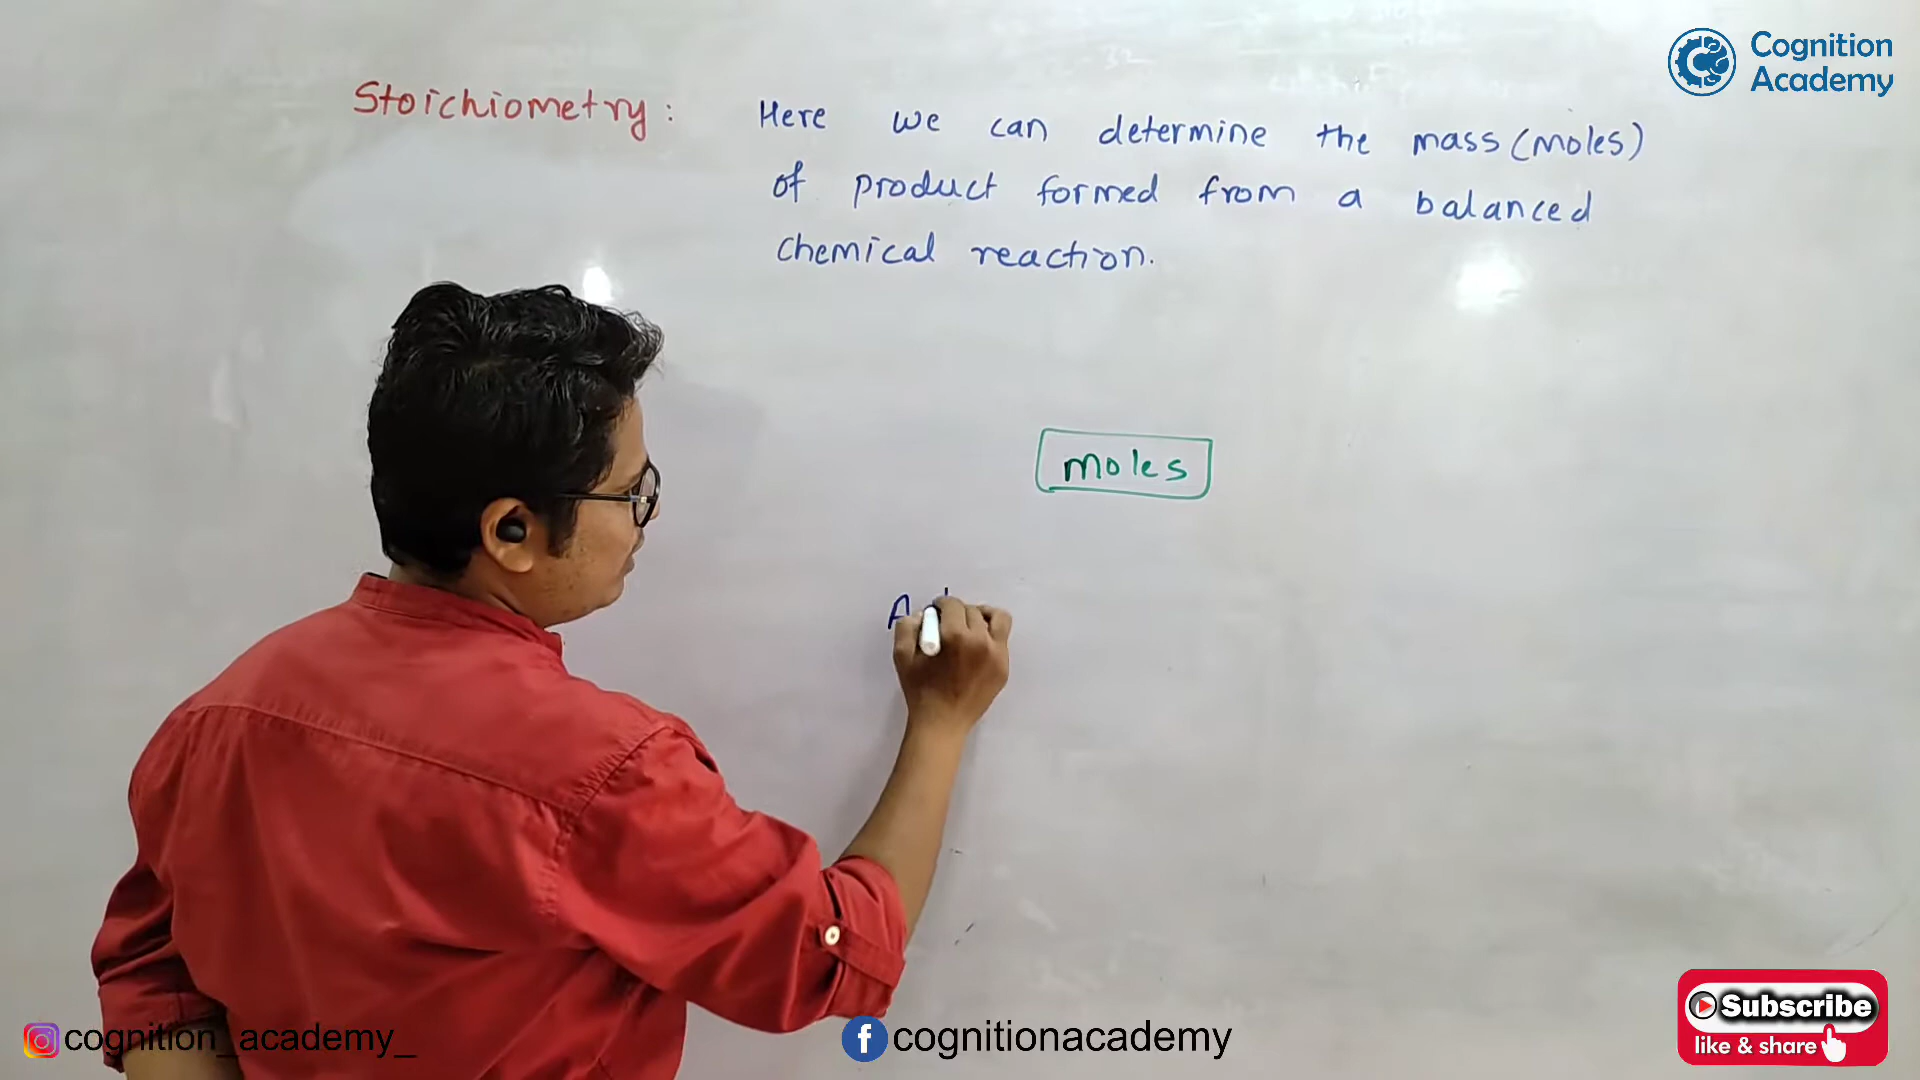 Cognition
Academy
Stoichiometry: Here we can determine the mass (moles)
of product formed from a balanced
chemical reaction.
moles
A
cognition_academy_
cognitionacademy
Subscribe
like & share